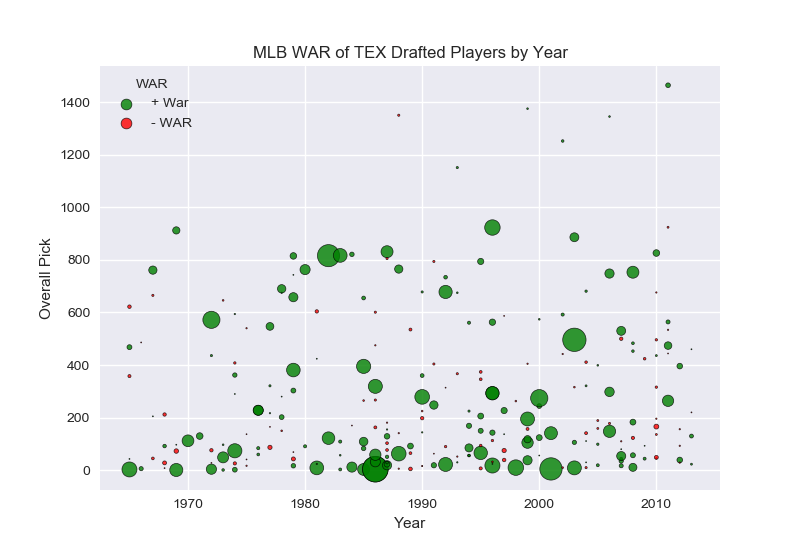 MLB WAR of TEX Drafted Players by Year
WAR
+ War
- WAR
1400
1200
1000
800
600
400
200
0
Overall Pick
1970 1980 1990 2000 2010
Year